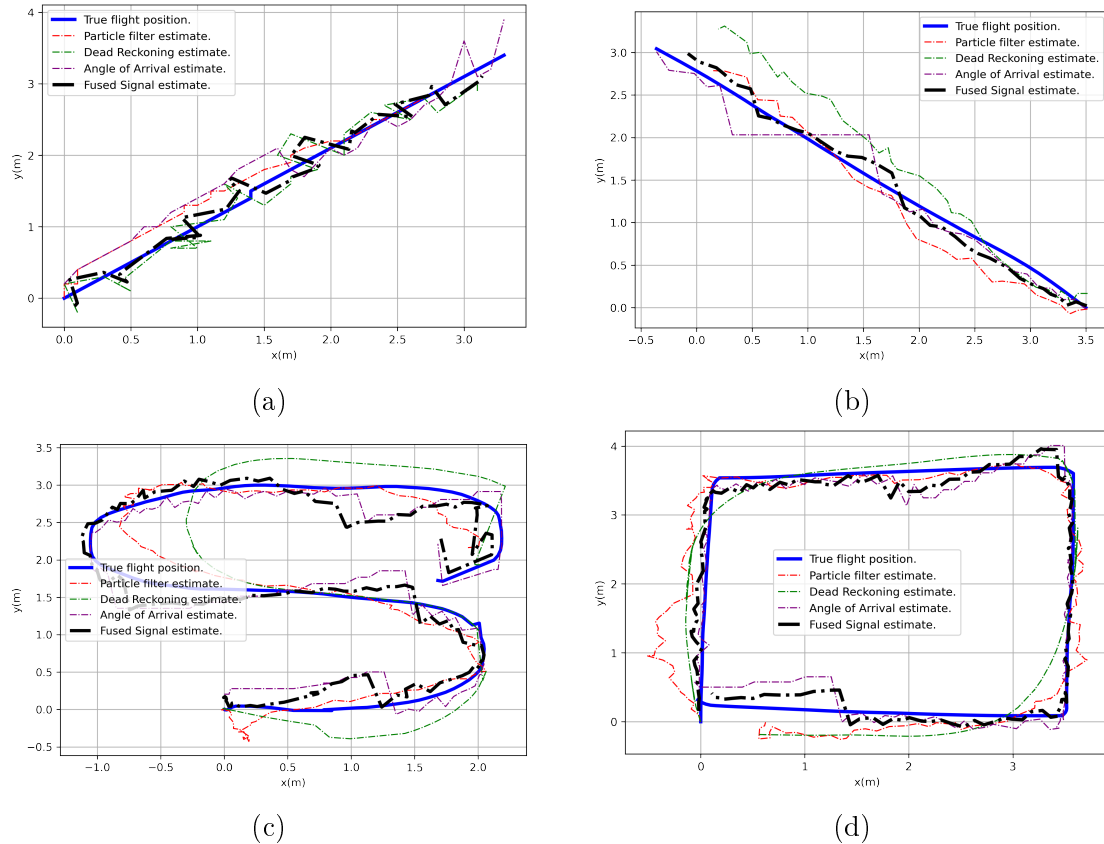 True flight position.
Particle filter estimate.
Dead Reckoning estimate.
Angle of Arrival estimate.
Fused Signal estimate.
4
3
2
1
0
y(m)
0.0 0.5 1.0 1.5 2.0 2.5 3.0
x(m)
(a)
True flight position.
Particle filter estimate.
Dead Reckoning estimate.
Angle of Arrival estimate.
Fused Signal estimate.
3.0
2.5
2.0
1.5
1.0
0.5
0.0
y(m)
−0.5 0.0 0.5 1.0 1.5 2.0 2.5 3.0 3.5
x(m)
(b)
3.5
3.0
2.5
2.0
1.5
1.0
0.5
0.0
−0.5
y(m)
True flight position.
Particle filter estimate.
Dead Reckoning estimate.
Angle of Arrival estimate.
Fused Signal estimate.
−1.0 −0.5 0.0 0.5 1.0 1.5 2.0
x(m)
(c)
4
3
2
1
0
y(m)
True flight position.
Particle filter estimate.
Dead Reckoning estimate.
Angle of Arrival estimate.
Fused Signal estimate.
0 1 2 3
x(m)
(d)